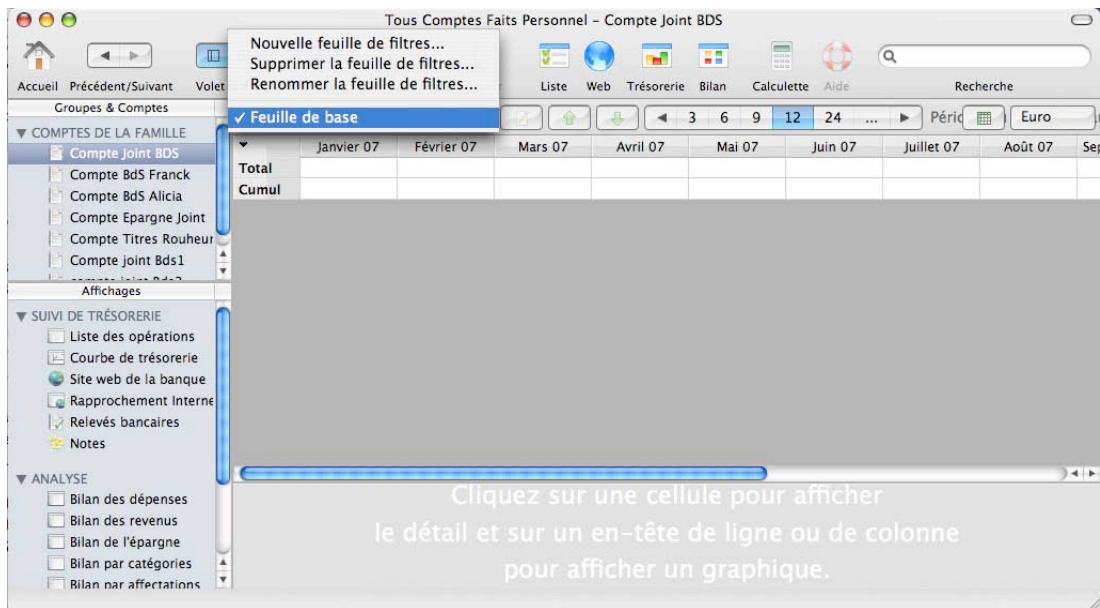 Tous Comptes Faits Personnel – Compte Joint BDS
Nouvelle feuille de filtres...
Supprimer la feuille de filtres...
Renommer la feuille de filtres...
✓ Feuille de base
Accueil Précédent/Suivant Volet Liste Web Trésorerie Bilan Calculette Aide Recherche
Groupes & Comptes
3 6 9 12 24 ... Euro
COMPTES DE LA FAMILLE
Compte Joint BDS
Compte BdS Franck
Compte BdS Alicia
Compte Epargne Joint
Compte Titres Rouheur
Compte joint Bds1
Janvier 07 Février 07 Mars 07 Avril 07 Mai 07 Juin 07 Juillet 07 Août 07 Sep
Total
Cumul
Affichages
SUIVI DE TRÉSORERIE
Liste des opérations
Courbe de trésorerie
Site web de la banque
Rapprochement Interne
Relevés bancaires
Notes
ANALYSE
Bilan des dépenses
Bilan des revenus
Bilan de l'épargne
Bilan par catégories
Bilan par affectations
Cliquez sur une cellule pour afficher
le détail et sur un en-tête de ligne ou de colonne
pour afficher un graphique.